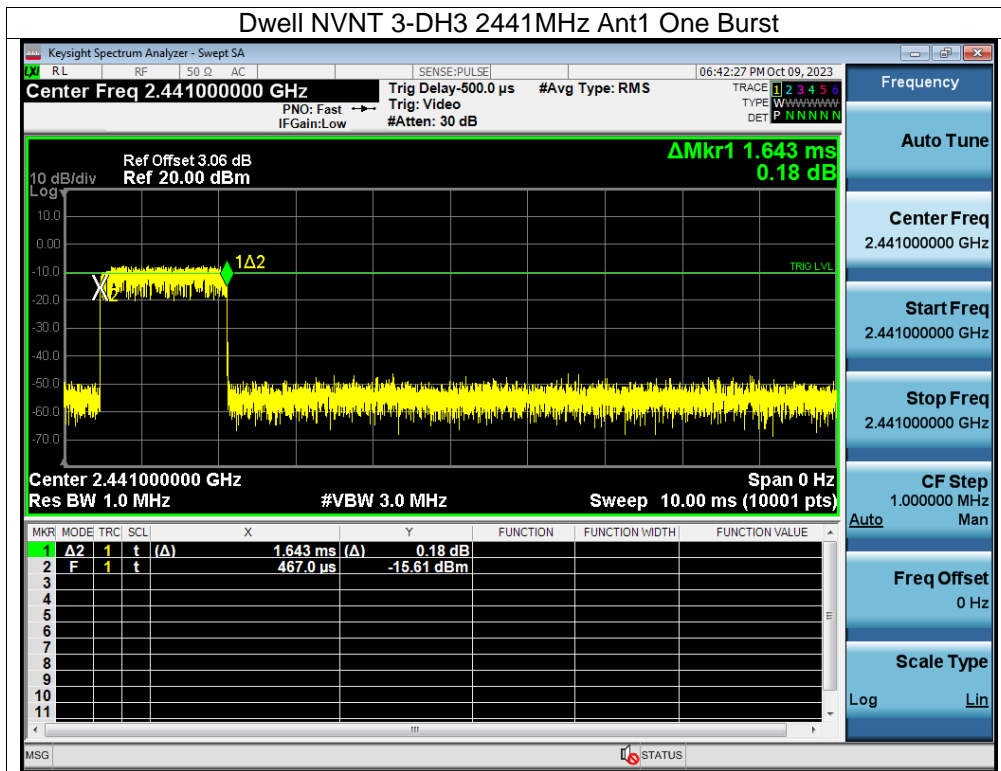 Dwell NVNT 3-DH3 2441MHz Ant1 One Burst
Keysight Spectrum Analyzer - Swept SA
LXI RL RF 50 Ω AC SENSE:PULSE 06:42:27 PM Oct 09, 2023
Center Freq 2.441000000 GHz Trig Delay-500.0 µs #Avg Type: RMS TRACE 1 2 3 4 5 6
PNO: Fast Trig: Video TYPE WWWWWW
IFGain:Low #Atten: 30 dB DET P N N N N N
Frequency
ΔMkr1 1.643 ms
0.18 dB
Ref Offset 3.06 dB
10 dB/div Ref 20.00 dBm
Log
10.0
0.00
-10.0
-20.0
-30.0
-40.0
-50.0
-60.0
-70.0
1Δ2
2
TRIG LVL
Center 2.441000000 GHz Span 0 Hz
Res BW 1.0 MHz #VBW 3.0 MHz Sweep 10.00 ms (10001 pts)
MKR MODE TRC SCL X Y FUNCTION FUNCTION WIDTH FUNCTION VALUE
1 Δ2 1 t (Δ) 1.643 ms (Δ) 0.18 dB
2 F 1 t 467.0 µs -15.61 dBm
3
4
5
6
7
8
9
10
11
Auto Tune
Center Freq
2.441000000 GHz
Start Freq
2.441000000 GHz
Stop Freq
2.441000000 GHz
CF Step
1.000000 MHz
Auto Man
Freq Offset
0 Hz
Scale Type
Log Lin
MSG STATUS